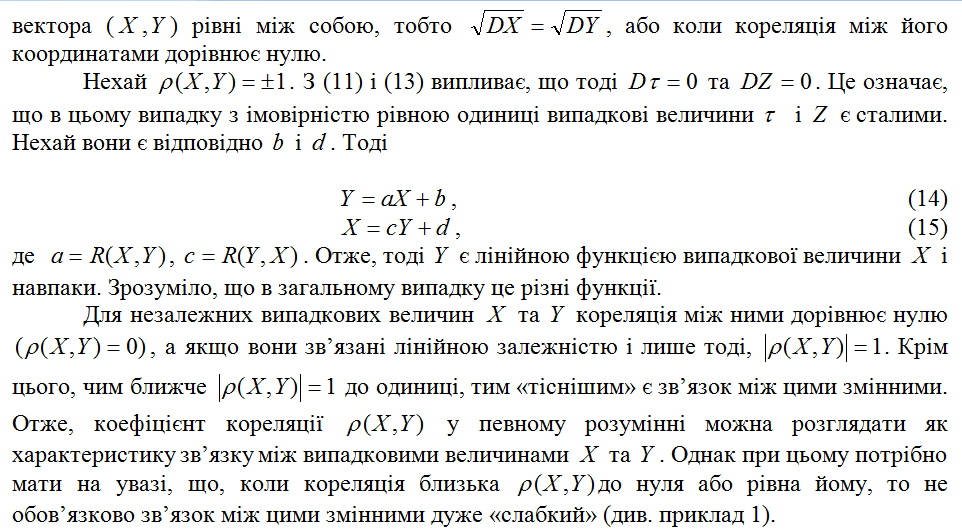 вектора ( X , Y ) рівні між собою, тобто √DX = √DY , або коли кореляція між його
координатами дорівнює нулю.
Нехай ρ(X,Y) = ±1. З (11) і (13) випливає, що тоді Dτ = 0 та DZ = 0. Це означає,
що в цьому випадку з імовірністю рівною одиниці випадкові величини τ і Z є сталими.
Нехай вони є відповідно b і d . Тоді
Y = aX + b , (14)
X = cY + d , (15)
де a = R(X,Y), c = R(Y,X) . Отже, тоді Y є лінійною функцією випадкової величини X і
навпаки. Зрозуміло, що в загальному випадку це різні функції.
Для незалежних випадкових величин X та Y кореляція між ними дорівнює нулю
(ρ(X,Y) = 0) , а якщо вони зв’язані лінійною залежністю і лише тоді, |ρ(X,Y)| = 1. Крім
цього, чим ближче |ρ(X,Y)| = 1 до одиниці, тим «тіснішим» є зв’язок між цими змінними.
Отже, коефіцієнт кореляції ρ(X,Y) у певному розумінні можна розглядати як
характеристику зв’язку між випадковими величинами X та Y . Однак при цьому потрібно
мати на увазі, що, коли кореляція близька ρ(X,Y) до нуля або рівна йому, то не
обов’язково зв’язок між цими змінними дуже «слабкий» (див. приклад 1).